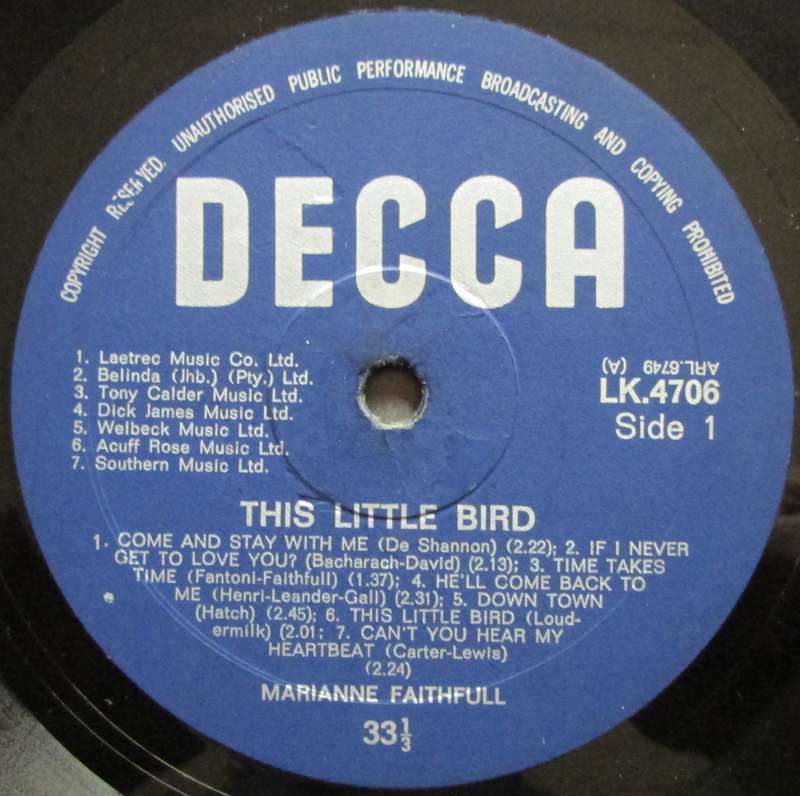 COPYRIGHT RESERVED. UNAUTHORISED PUBLIC PERFORMANCE BROADCASTING AND COPYING PROHIBITED
DECCA
1. Laetrec Music Co. Ltd.
2. Belinda (Jhb.) (Pty.) Ltd.
3. Tony Calder Music Ltd.
4. Dick James Music Ltd.
5. Welbeck Music Ltd.
6. Acuff Rose Music Ltd.
7. Southern Music Ltd.
ARL.6749 (A)
LK.4706
Side 1
THIS LITTLE BIRD
1. COME AND STAY WITH ME (De Shannon) (2.22); 2. IF I NEVER
GET TO LOVE YOU? (Bacharach-David) (2.13); 3. TIME TAKES
TIME (Fantoni-Faithfull) (1.37); 4. HE'LL COME BACK TO
ME (Henri-Leander-Gall) (2.31); 5. DOWN TOWN
(Hatch) (2.45); 6. THIS LITTLE BIRD (Loud-
ermilk) (2.01; 7. CAN'T YOU HEAR MY
HEARTBEAT (Carter-Lewis)
(2.24)
MARIANNE FAITHFULL
33⅓